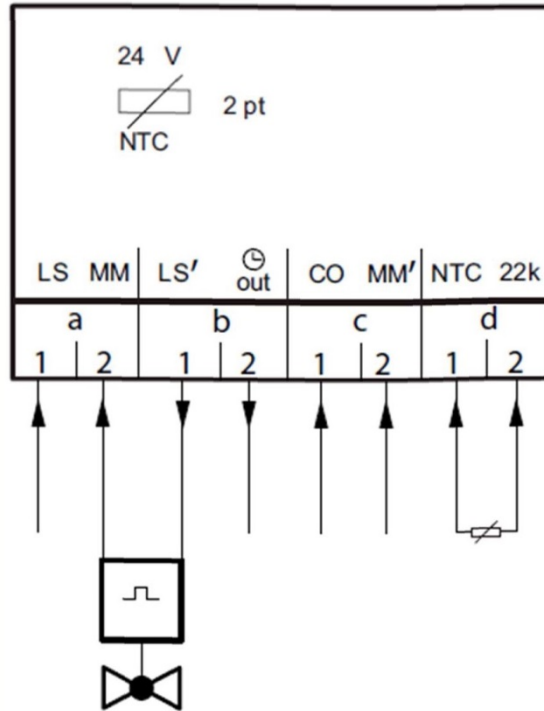 24 V
2 pt
NTC
LS MM LS′ out CO MM′ NTC 22k
a b c d
1 2 1 2 1 2 1 2